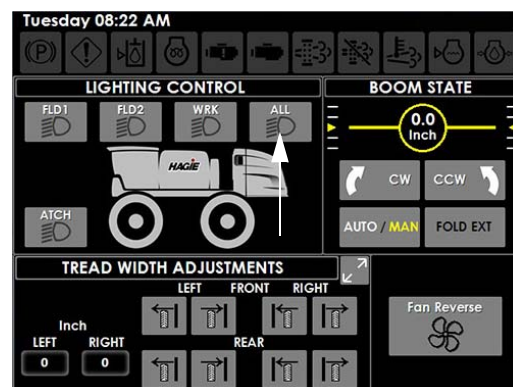 Tuesday 08:22 AM
LIGHTING CONTROL
BOOM STATE
FLD1 FLD2 WRK ALL
0.0
Inch
HAGIE
CW CCW
ATCH
AUTO / MAN FOLD EXT
TREAD WIDTH ADJUSTMENTS
LEFT FRONT RIGHT
Fan Reverse
Inch
LEFT RIGHT
REAR
0 0